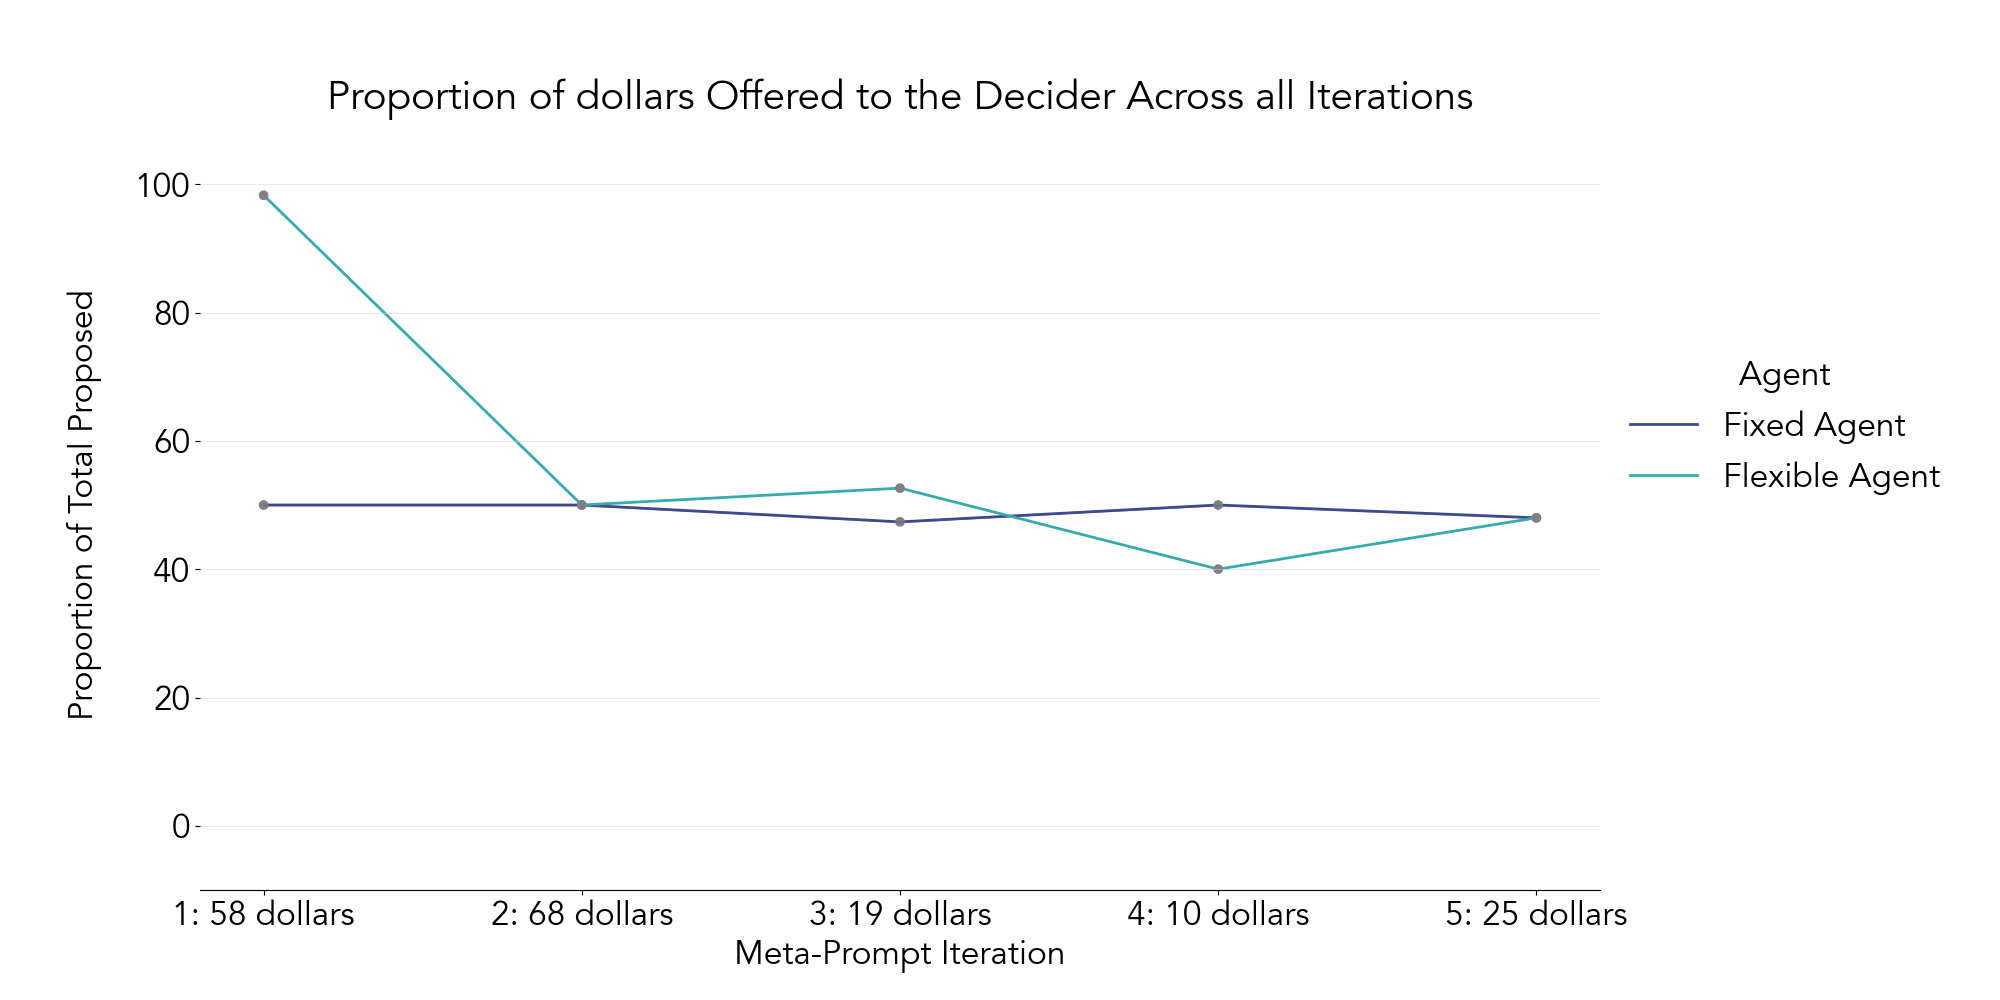 Proportion of dollars Offered to the Decider Across all Iterations
100
80
60
40
20
0
Proportion of Total Proposed
1: 58 dollars
2: 68 dollars
3: 19 dollars
4: 10 dollars
5: 25 dollars
Meta-Prompt Iteration
Agent
Fixed Agent
Flexible Agent